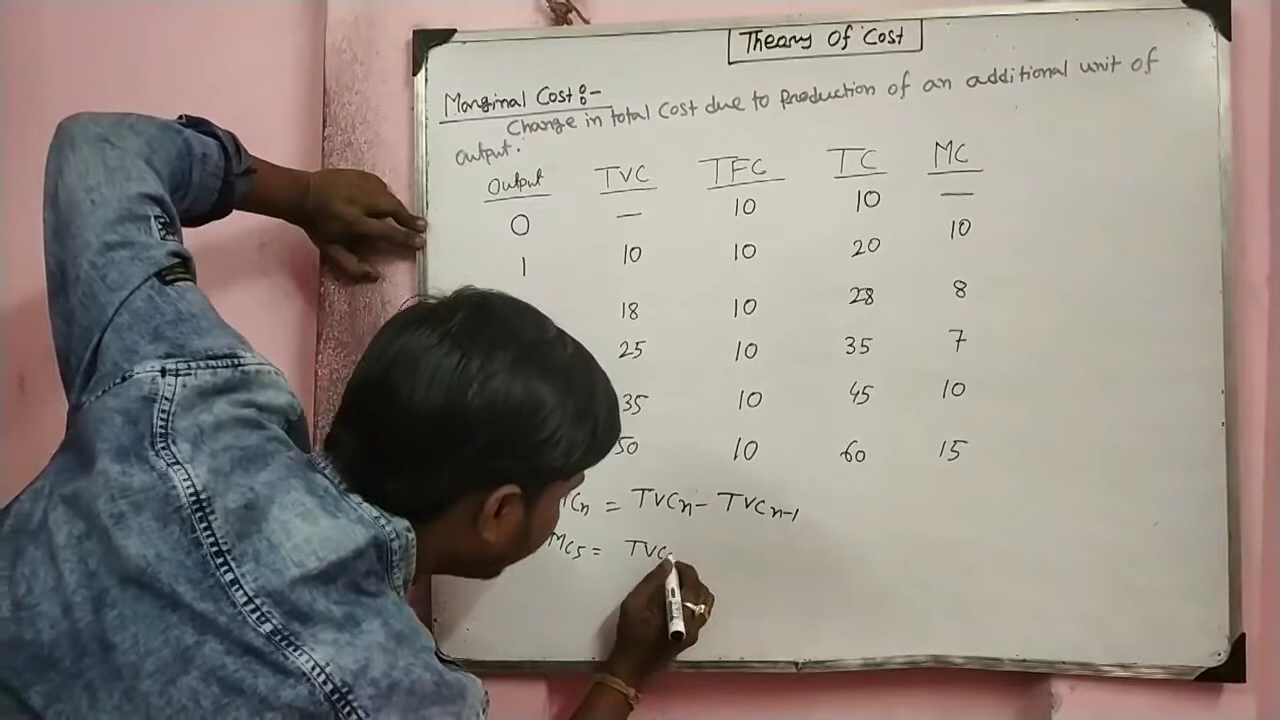 Theory Of Cost
Marginal Cost:-
Change in total Cost due to Production of an additional unit of
output.
Output TVC TFC TC MC
0 — 10 10 —
1 10 10 20 10
18 10 28 8
25 10 35 7
35 10 45 10
50 10 60 15
Cn = TVCn - TVCn-1
MC5 = TVC